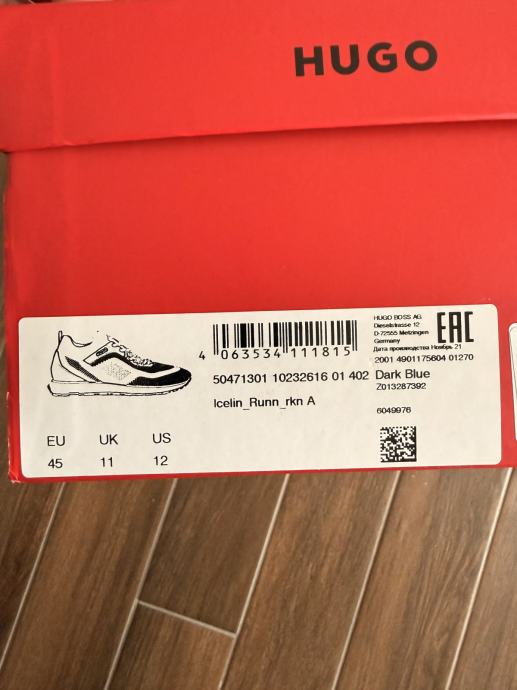 HUGO
HUGO BOSS AG
Dieselstrasse 12
D-72555 Metzingen
Germany
Дата производства Ноябрь 21
EAC
4 063534 111815
2001 4901175604 01270
50471301 10232616 01 402 Dark Blue
Z013287392
Icelin_Runn_rkn A
6049976
EU UK US
45 11 12